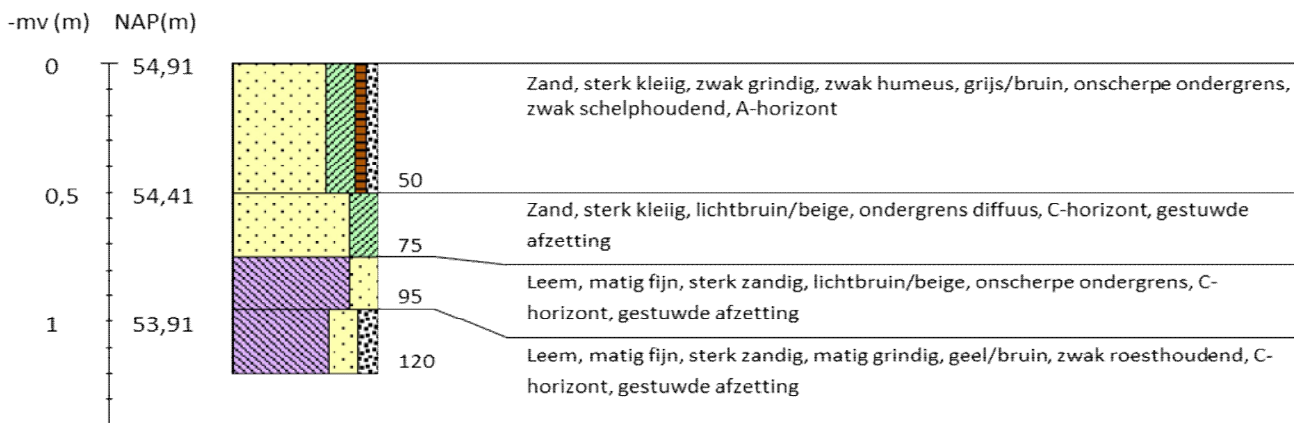 -mv (m) NAP(m)
0 54,91
Zand, sterk kleiig, zwak grindig, zwak humeus, grijs/bruin, onscherpe ondergrens,
zwak schelphoudend, A-horizont
50
0,5 54,41
Zand, sterk kleiig, lichtbruin/beige, ondergrens diffuus, C-horizont, gestuwde
afzetting
75
Leem, matig fijn, sterk zandig, lichtbruin/beige, onscherpe ondergrens, C-
horizont, gestuwde afzetting
95
1 53,91
Leem, matig fijn, sterk zandig, matig grindig, geel/bruin, zwak roesthoudend, C-
horizont, gestuwde afzetting
120